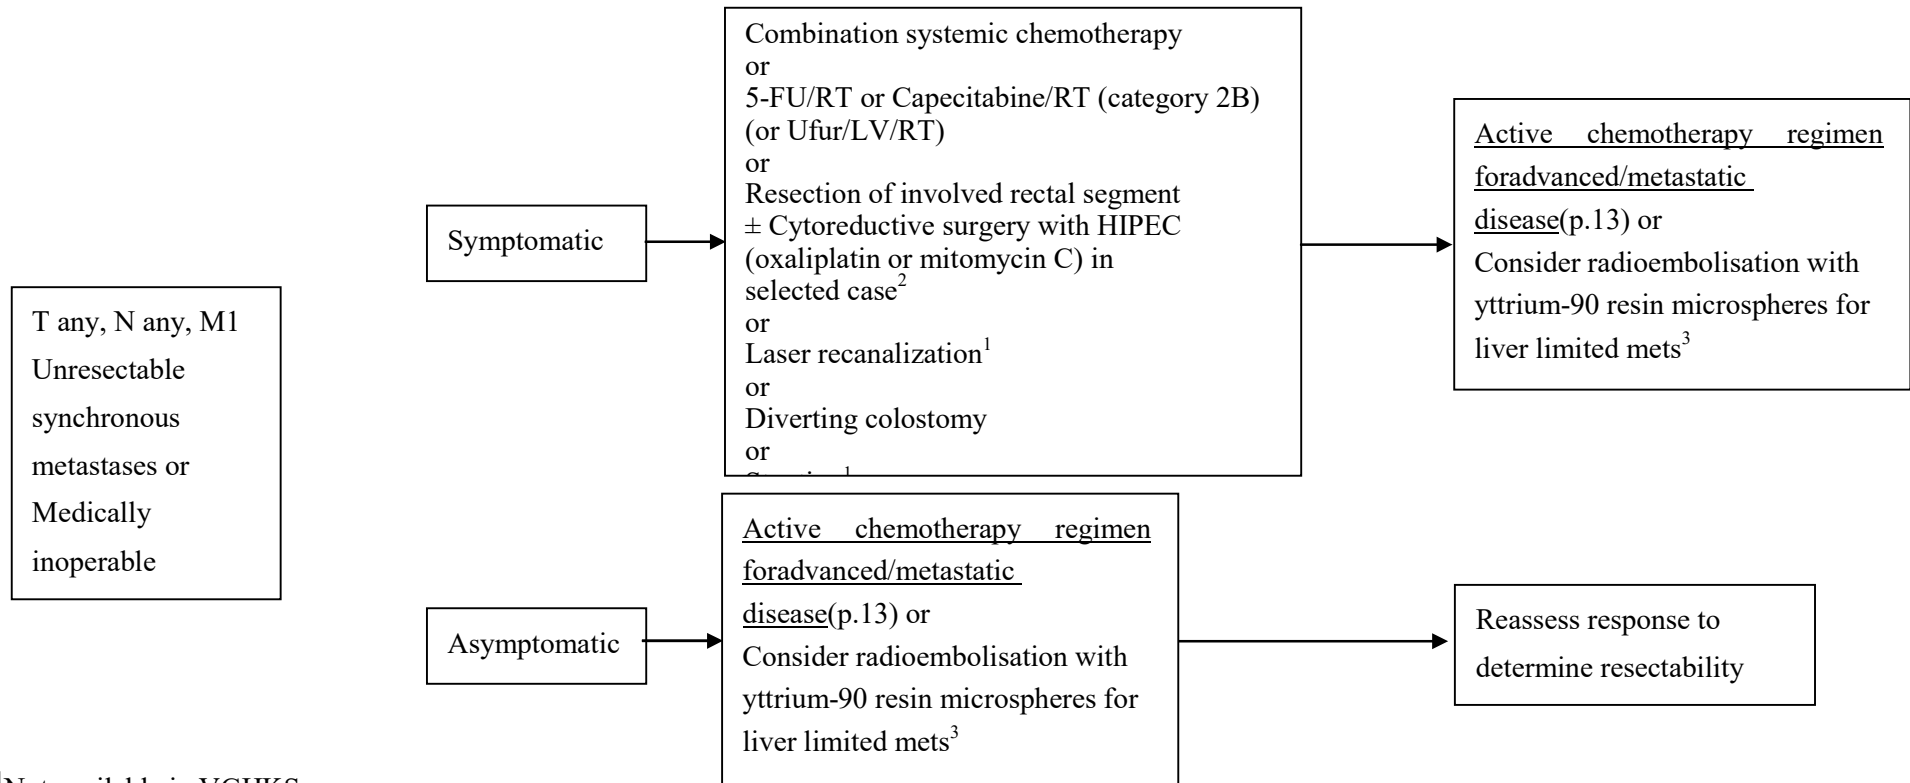 T any, N any, M1
Unresectable
synchronous
metastases or
Medically
inoperable
Symptomatic
Combination systemic chemotherapy
or
5-FU/RT or Capecitabine/RT (category 2B)
(or Ufur/LV/RT)
or
Resection of involved rectal segment
± Cytoreductive surgery with HIPEC
(oxaliplatin or mitomycin C) in
selected case²
or
Laser recanalization¹
or
Diverting colostomy
or
Active chemotherapy regimen
foradvanced/metastatic
disease(p.13) or
Consider radioembolisation with
yttrium-90 resin microspheres for
liver limited mets³
Asymptomatic
Active chemotherapy regimen
foradvanced/metastatic
disease(p.13) or
Consider radioembolisation with
yttrium-90 resin microspheres for
liver limited mets³
Reassess response to
determine resectability